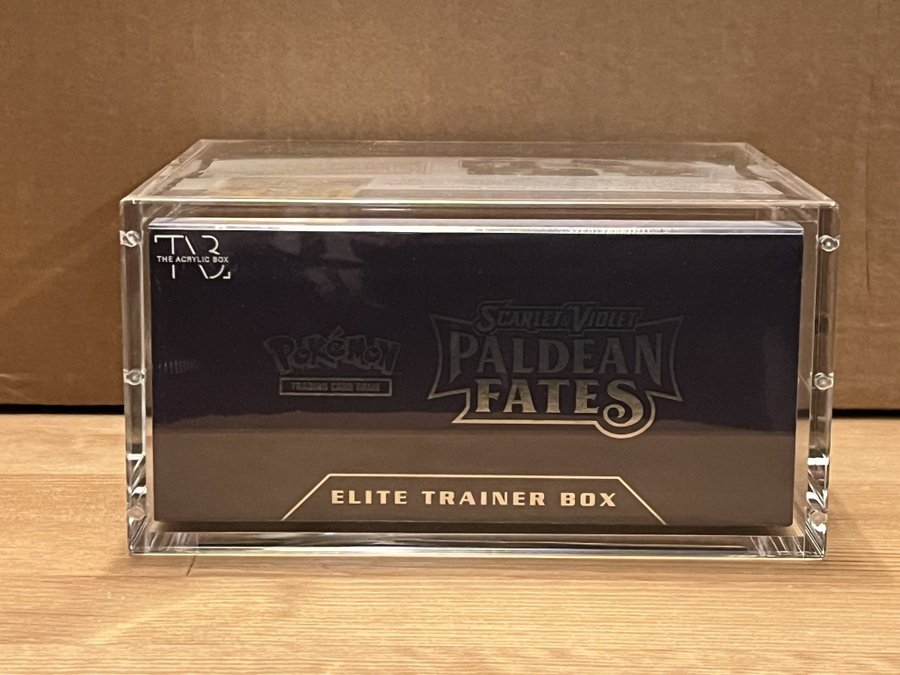 TAB
THE ACRYLIC BOX
SCARLET & VIOLET
POKÉMON
PALDEAN
TRADING CARD GAME
FATES
ELITE TRAINER BOX